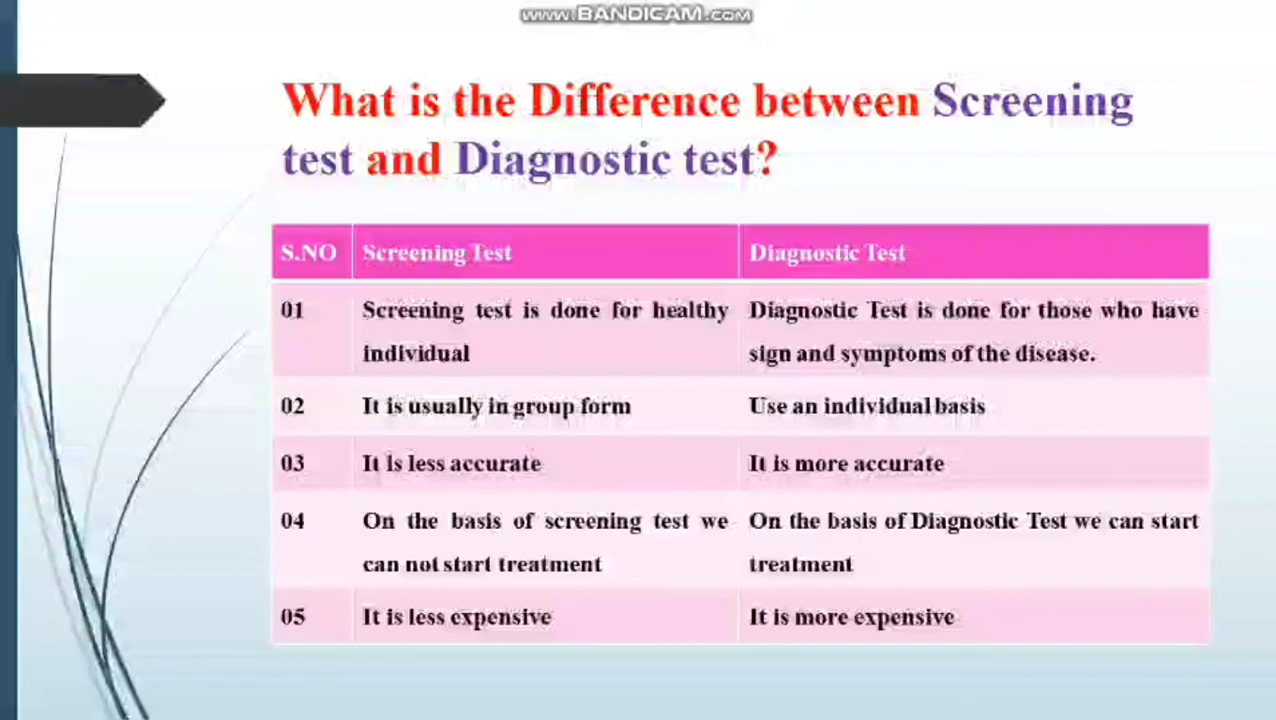 www.BANDICAM.com
What is the Difference between Screening
test and Diagnostic test?
S.NO Screening Test Diagnostic Test
01 Screening test is done for healthy Diagnostic Test is done for those who have
individual sign and symptoms of the disease.
02 It is usually in group form Use an individual basis
03 It is less accurate It is more accurate
04 On the basis of screening test we On the basis of Diagnostic Test we can start
can not start treatment treatment
05 It is less expensive It is more expensive